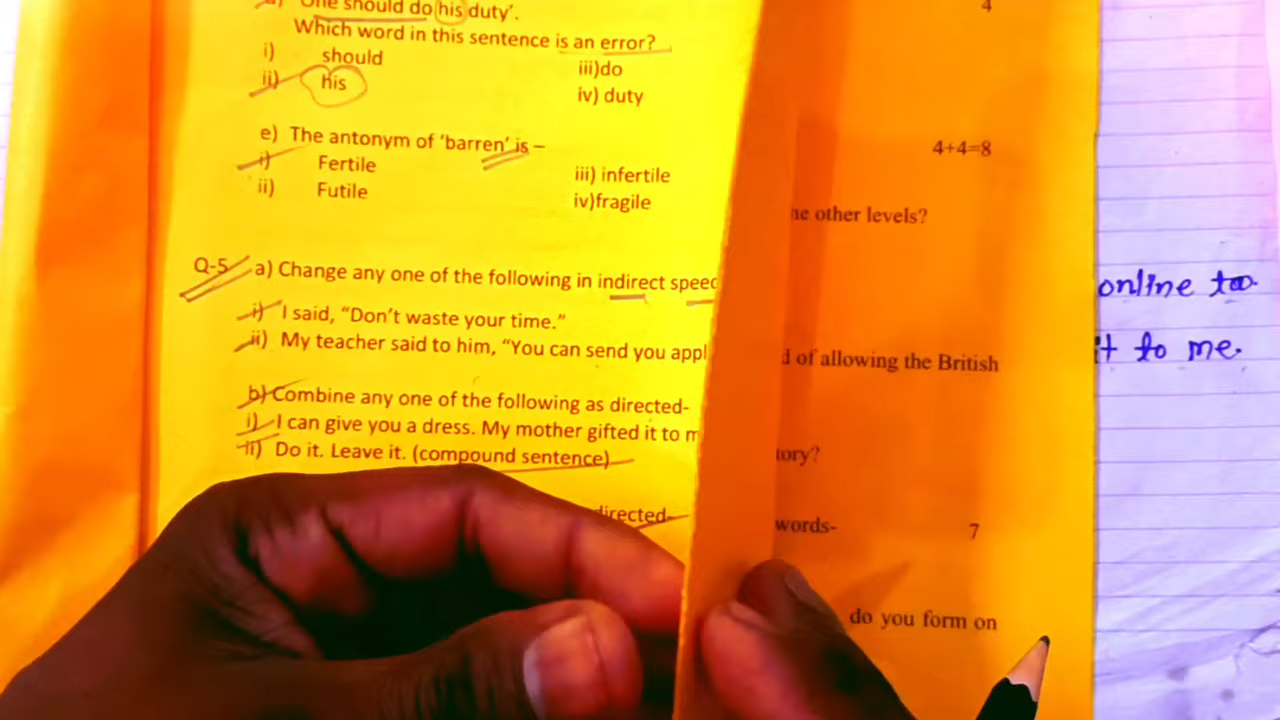 One should do his duty'.
Which word in this sentence is an error?
i) should
iii)do
ii) his
iv) duty
e) The antonym of 'barren' is –
i) Fertile
iii) infertile
ii) Futile
iv)fragile
Q-5 a) Change any one of the following in indirect speec
i) I said, "Don't waste your time."
ii) My teacher said to him, "You can send you appl
b) Combine any one of the following as directed-
i) I can give you a dress. My mother gifted it to m
ii) Do it. Leave it. (compound sentence)
directed-
4
4+4=8
he other levels?
d of allowing the British
tory?
words- 7
do you form on
online too.
it to me.